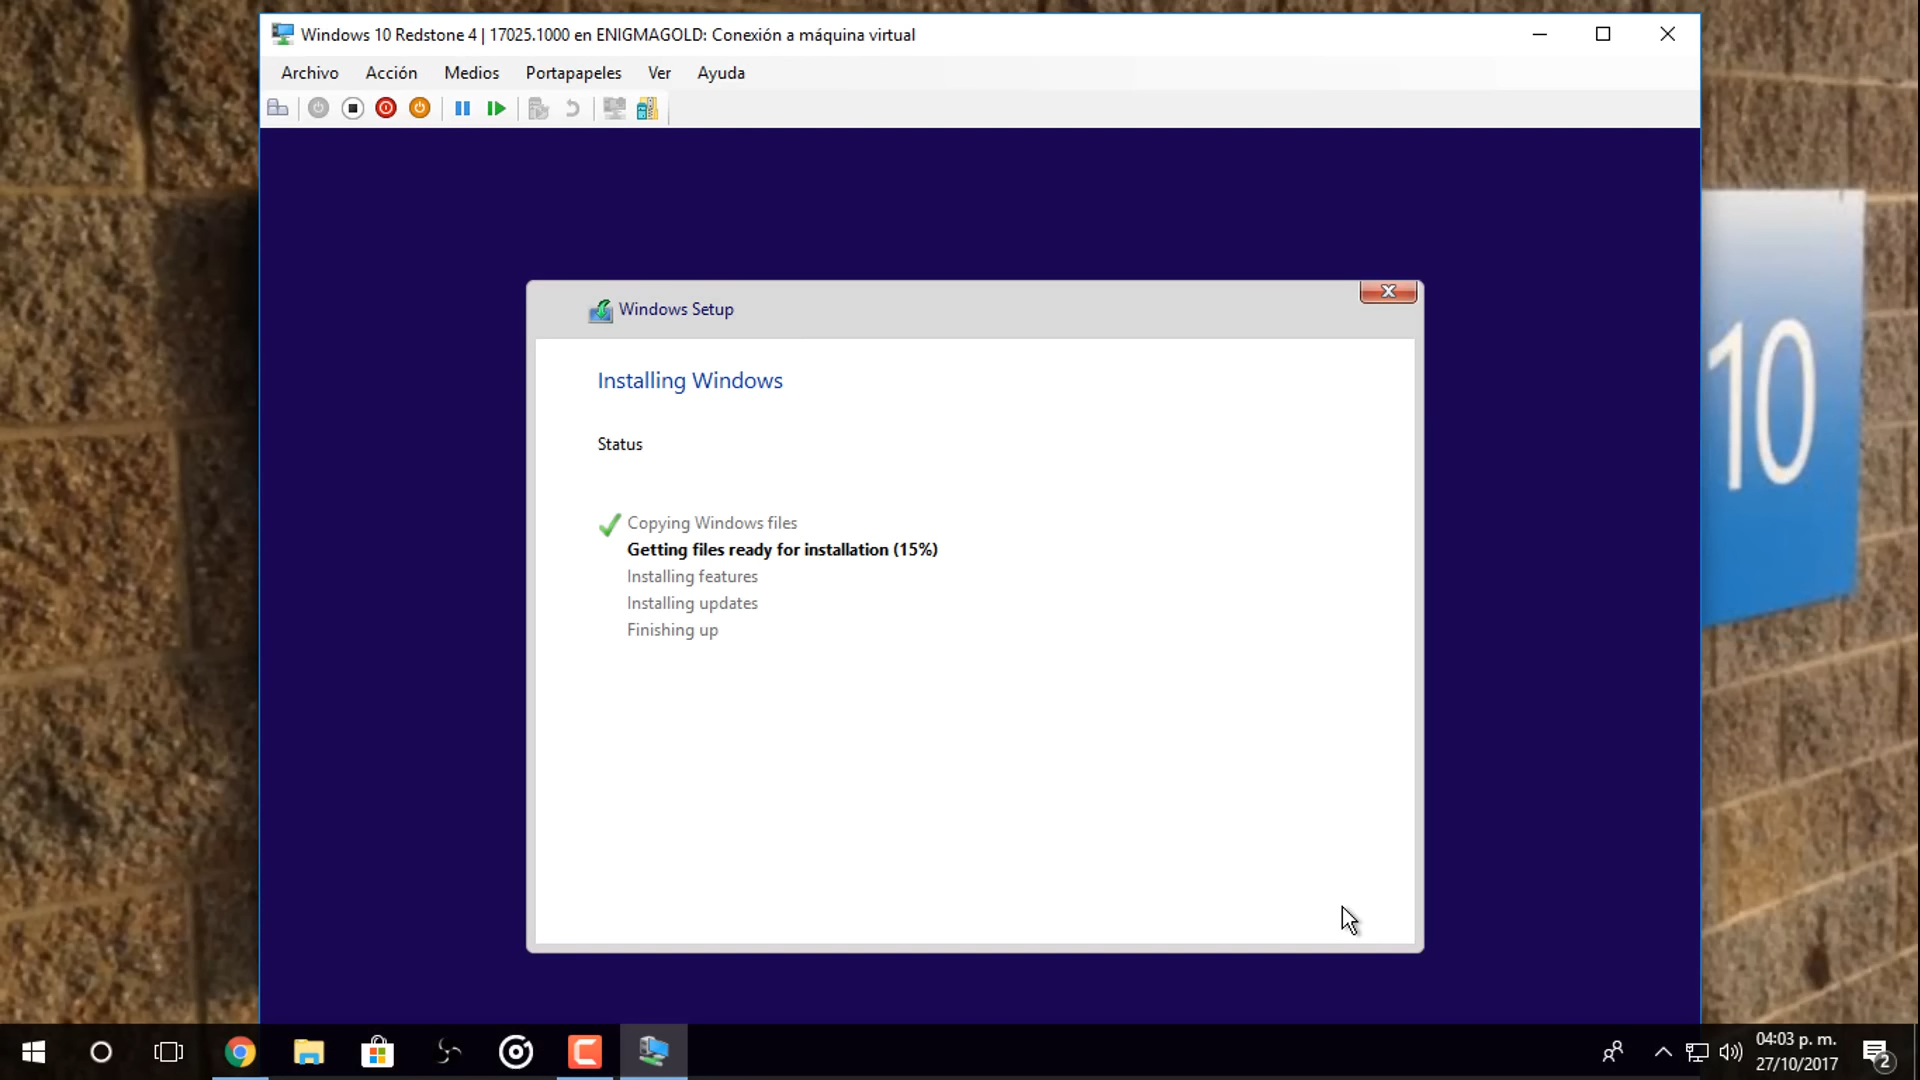 Windows 10 Redstone 4 | 17025.1000 en ENIGMAGOLD: Conexión a máquina virtual
Archivo Acción Medios Portapapeles Ver Ayuda
Windows Setup
Installing Windows
Status
Copying Windows files
Getting files ready for installation (15%)
Installing features
Installing updates
Finishing up
10
04:03 p. m.
27/10/2017
2